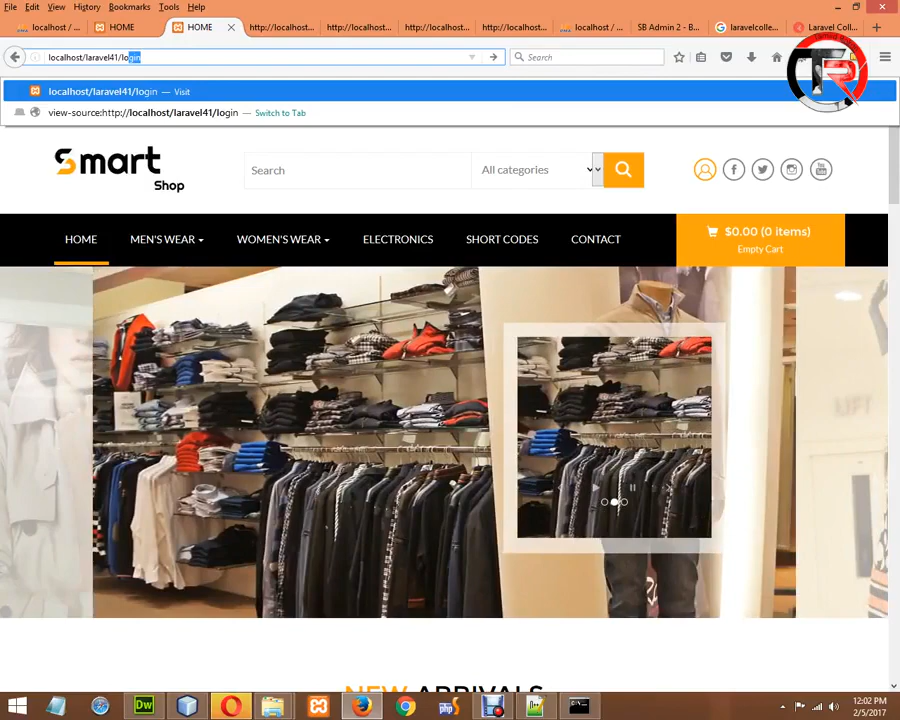 File Edit View History Bookmarks Tools Help
localhost / ... HOME HOME http://localhost... http://localhost... http://localhost... http://localhost... localhost / ... SB Admin 2 - B... laravelcolle... Laravel Coll...
localhost/laravel41/login Search
localhost/laravel41/login — Visit
view-source:http://localhost/laravel41/login — Switch to Tab
TR
Smart
Shop
Search All categories
HOME MEN'S WEAR WOMEN'S WEAR ELECTRONICS SHORT CODES CONTACT
$0.00 (0 items)
Empty Cart
NEW ARRIVALS
12:02 PM
2/5/2017